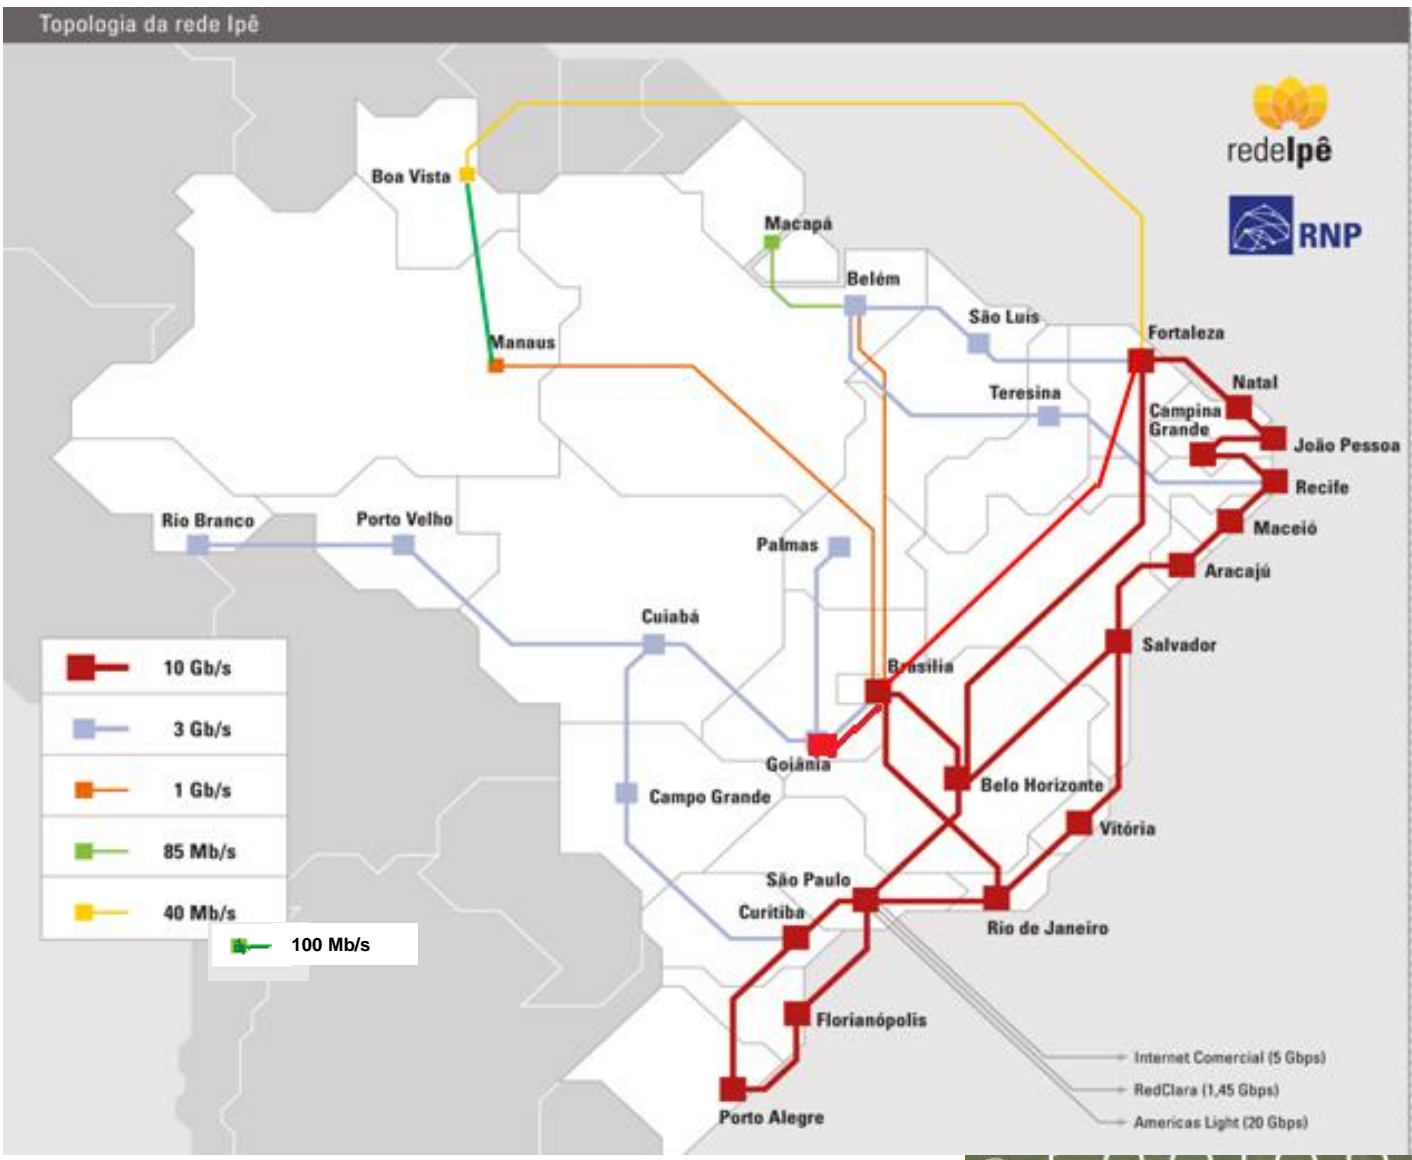 Topologia da rede Ipê
redeIpê
RNP
Boa Vista
Macapá
Belém
São Luís
Fortaleza
Manaus
Natal
Teresina
Campina
Grande
João Pessoa
Recife
Rio Branco
Porto Velho
Maceió
Palmas
Aracajú
Cuiabá
Salvador
Brasília
10 Gb/s
3 Gb/s
Goiânia
1 Gb/s
Campo Grande
Belo Horizonte
Vitória
85 Mb/s
São Paulo
40 Mb/s
Curitiba
Rio de Janeiro
100 Mb/s
Florianópolis
Internet Comercial (5 Gbps)
RedClara (1,45 Gbps)
Porto Alegre
Americas Light (20 Gbps)